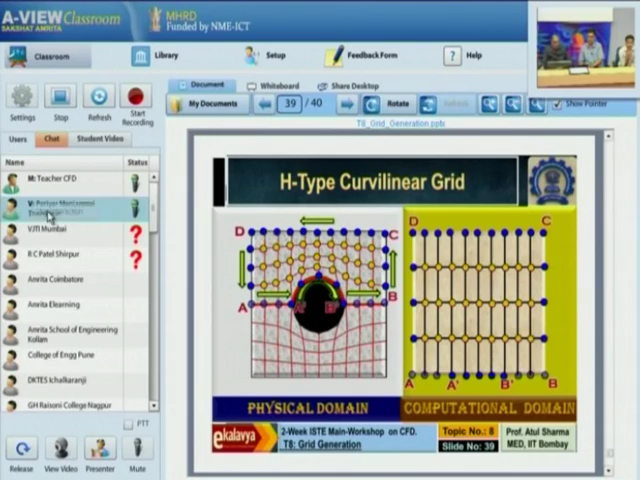 A-VIEW Classroom
SAKSHAT AMRITA
MHRD
Funded by NME-ICT
Classroom
Library
Setup
Feedback Form
? Help
Document
Whiteboard
Share Desktop
My Documents
39 / 40
Rotate
Show Pointer
T8_Grid_Generation.pptx
Settings
Stop
Refresh
Start Recording
Users
Chat
Student Video
Name
Status
M: Teacher CFD
VJTI Mumbai
?
R C Patel Shirpur
?
Amrita Coimbatore
Amrita Elearning
Amrita School of Engineering
Kollam
College of Engg Pune
DKTES Ichalkaranji
GH Raisoni College Nagpur
PTT
Release
View Video
Presenter
Mute
H-Type Curvilinear Grid
D
C
A
A'
B'
B
D
C
A
A'
B'
B
PHYSICAL DOMAIN
COMPUTATIONAL DOMAIN
ekalavya
2-Week ISTE Main-Workshop on CFD.
T8: Grid Generation
Topic No.: 8
Slide No: 39
Prof. Atul Sharma
MED, IIT Bombay